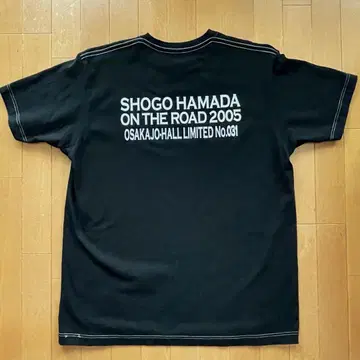 SHOGO HAMADA
ON THE ROAD 2005
OSAKAJO-HALL LIMITED No.031